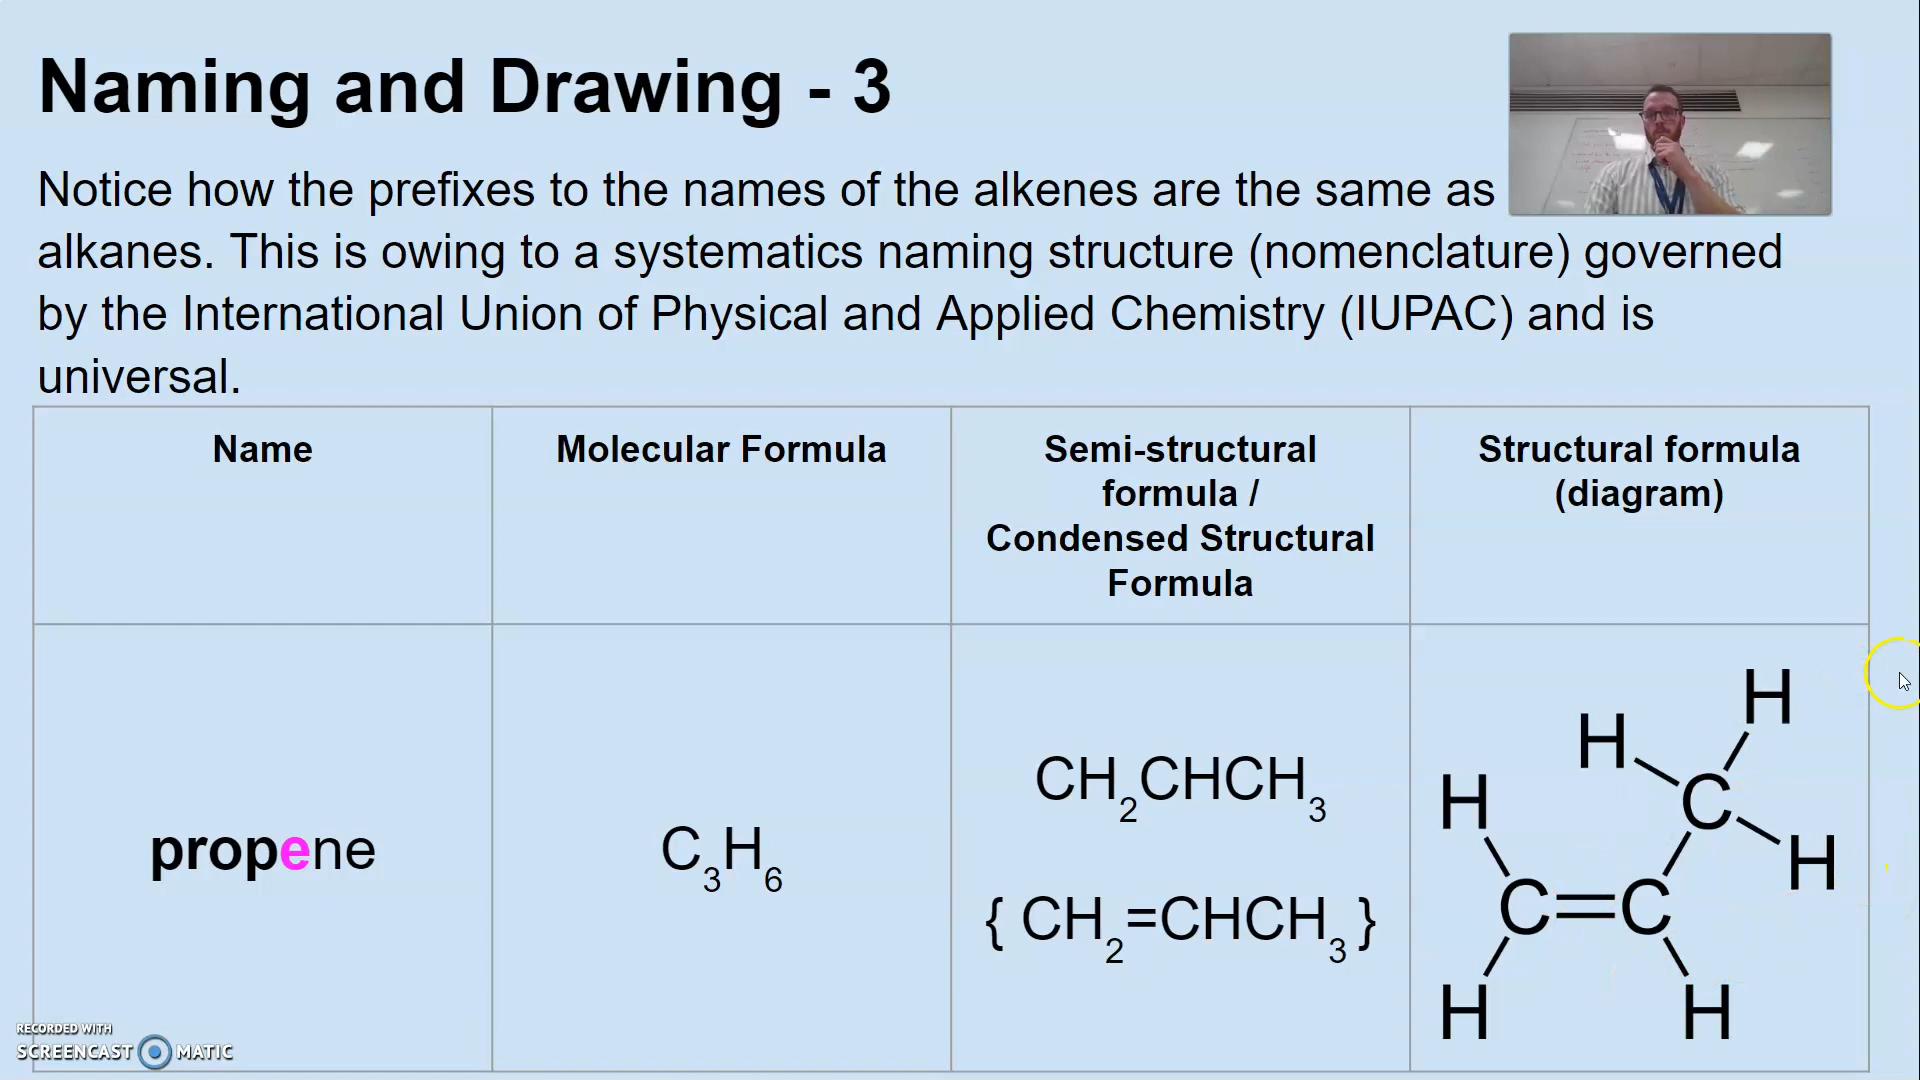 Naming and Drawing - 3
Notice how the prefixes to the names of the alkenes are the same as
alkanes. This is owing to a systematics naming structure (nomenclature) governed
by the International Union of Physical and Applied Chemistry (IUPAC) and is
universal.
Name
Molecular Formula
Semi-structural
formula /
Condensed Structural
Formula
Structural formula
(diagram)
propene
C₃H₆
CH₂CHCH₃
{ CH₂=CHCH₃ }
H
H
H
C
H
C=C
H
H
RECORDED WITH
SCREENCAST MATIC